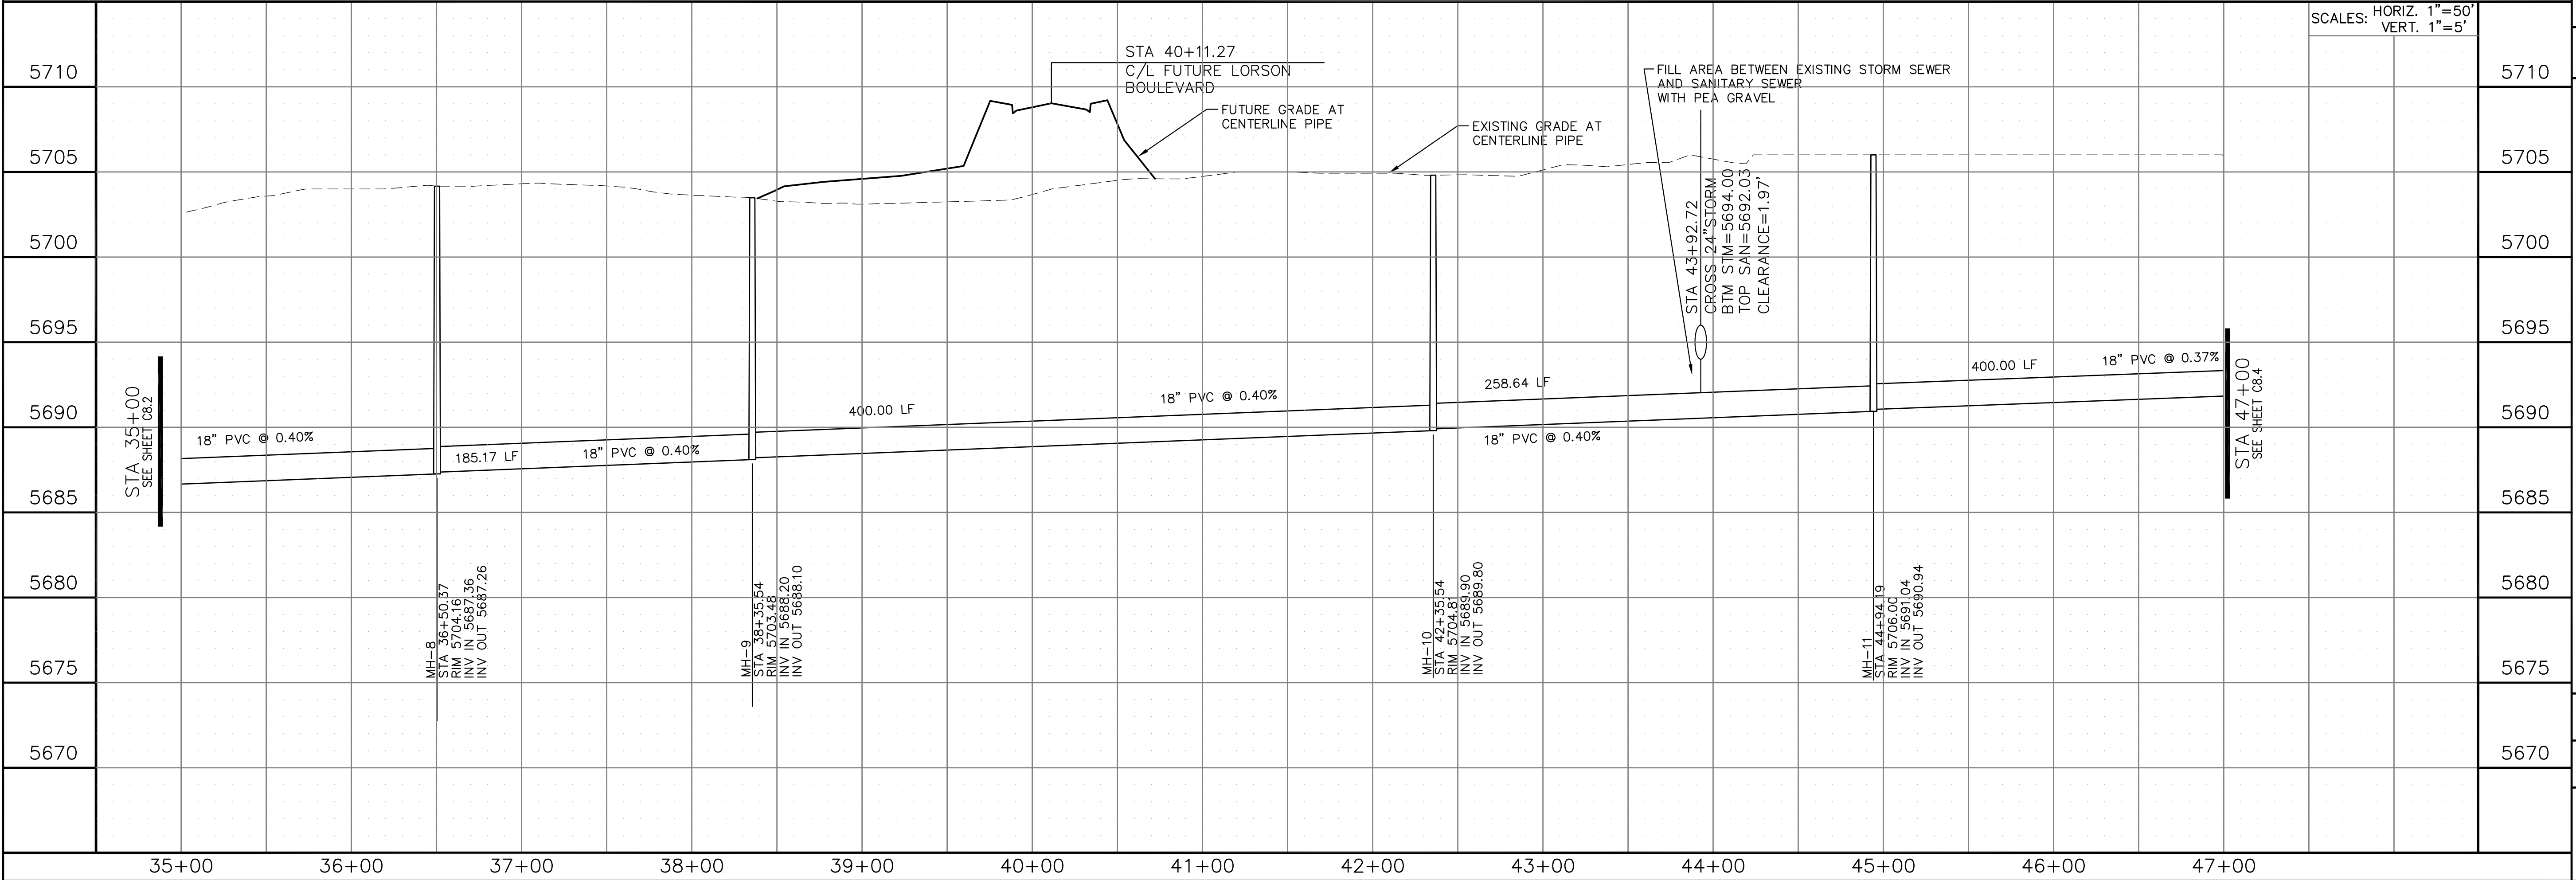 SCALES: HORIZ. 1"=50'
VERT. 1"=5'
5710
5705
5700
5695
5690
5685
5680
5675
5670
STA 35+00
SEE SHEET C8.2
18" PVC @ 0.40%
185.17 LF
18" PVC @ 0.40%
400.00 LF
18" PVC @ 0.40%
258.64 LF
18" PVC @ 0.40%
400.00 LF
18" PVC @ 0.37%
STA 40+11.27
C/L FUTURE LORSON
BOULEVARD
FUTURE GRADE AT
CENTERLINE PIPE
EXISTING GRADE AT
CENTERLINE PIPE
FILL AREA BETWEEN EXISTING STORM SEWER
AND SANITARY SEWER
WITH PEA GRAVEL
STA 43+92.72
CROSS 24"STORM
BTM STM=5694.00
TOP SAN=5692.03
CLEARANCE=1.97'
MH-8
STA 36+50.37
RIM 5704.16
INV IN 5687.36
INV OUT 5687.26
MH-9
STA 38+35.54
RIM 5703.48
INV IN 5688.20
INV OUT 5688.10
MH-10
STA 42+35.54
RIM 5704.81
INV IN 5689.90
INV OUT 5689.80
MH-11
STA 44+94.19
RIM 5706.00
INV IN 5691.04
INV OUT 5690.94
STA 47+00
SEE SHEET C8.4
5710
5705
5700
5695
5690
5685
5680
5675
5670
35+00
36+00
37+00
38+00
39+00
40+00
41+00
42+00
43+00
44+00
45+00
46+00
47+00